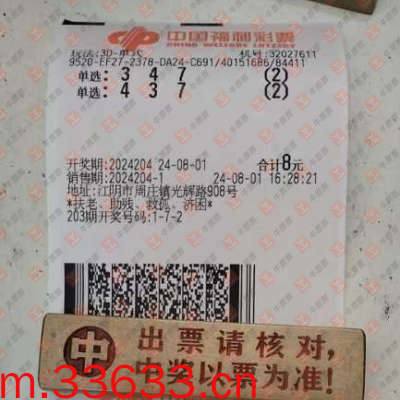 中国福利彩票
CHINA WELFARE LOTTERY
玩法:3D-单式 机号:32027611
9520-EF27-2378-DA24-C691/40151686/84411
单选: 3 4 7 (2)
单选: 4 3 7 (2)
开奖期:2024204 24-08-01 合计8元
销售期:2024204-1 24-08-01 16:28:21
地址:江阴市周庄镇光辉路908号
*扶老、助残、救孤、济困*
203期开奖号码:1-7-2
中 出票请核对,
中奖以票为准!
m.33633.cn